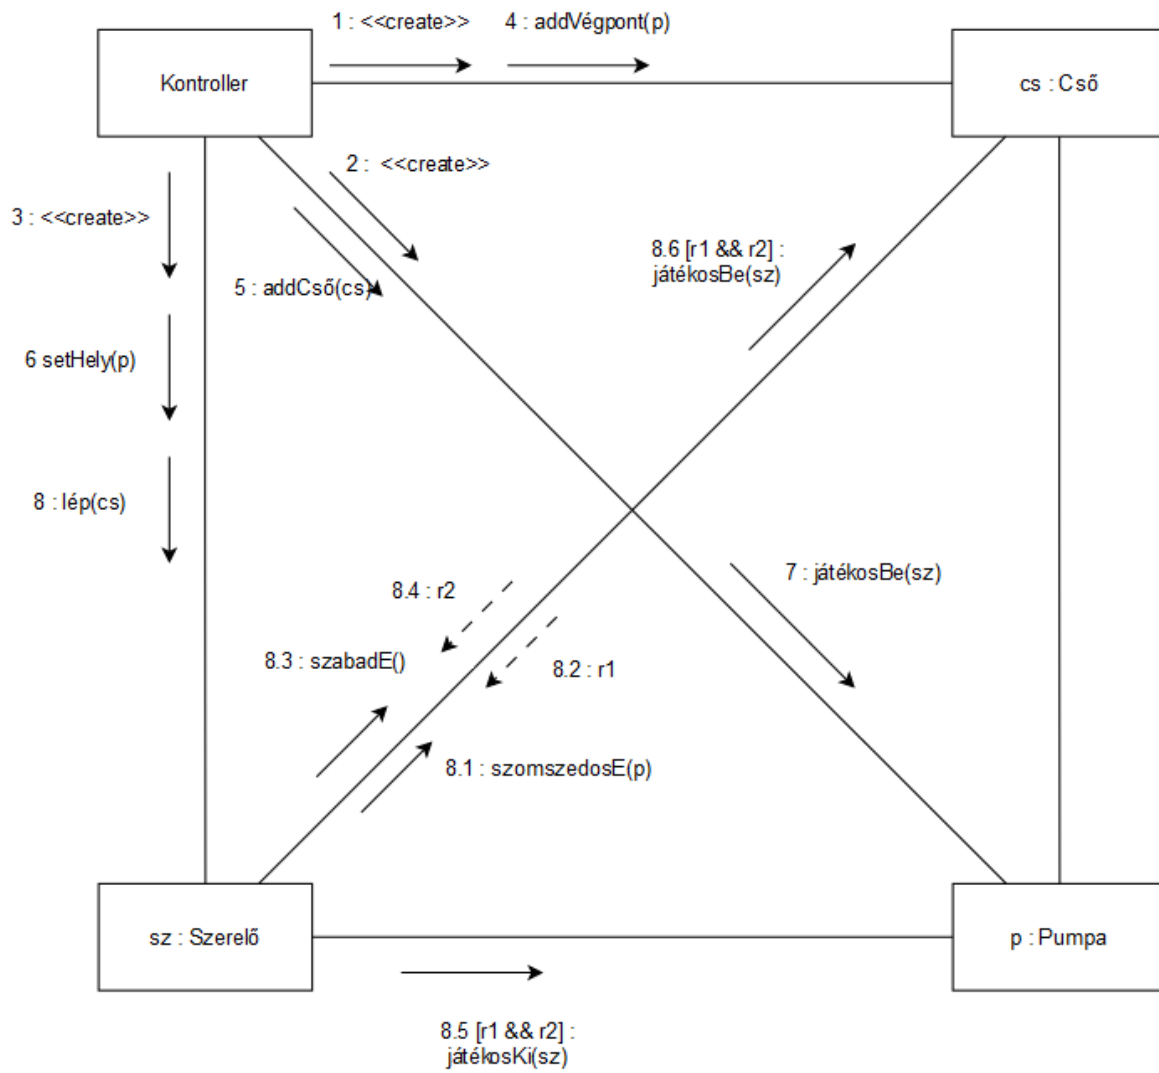 1 : <<create>>
4 : addVégpont(p)
Kontroller
cs : Cső
2 :  <<create>>
3 : <<create>>
8.6 [r1 && r2] :
játékosBe(sz)
5 : addCső(cs)
6 setHely(p)
8 : lép(cs)
7 : játékosBe(sz)
8.4 : r2
8.3 : szabadE()
8.2 : r1
8.1 : szomszedosE(p)
sz : Szerelő
p : Pumpa
8.5 [r1 && r2] :
játékosKi(sz)